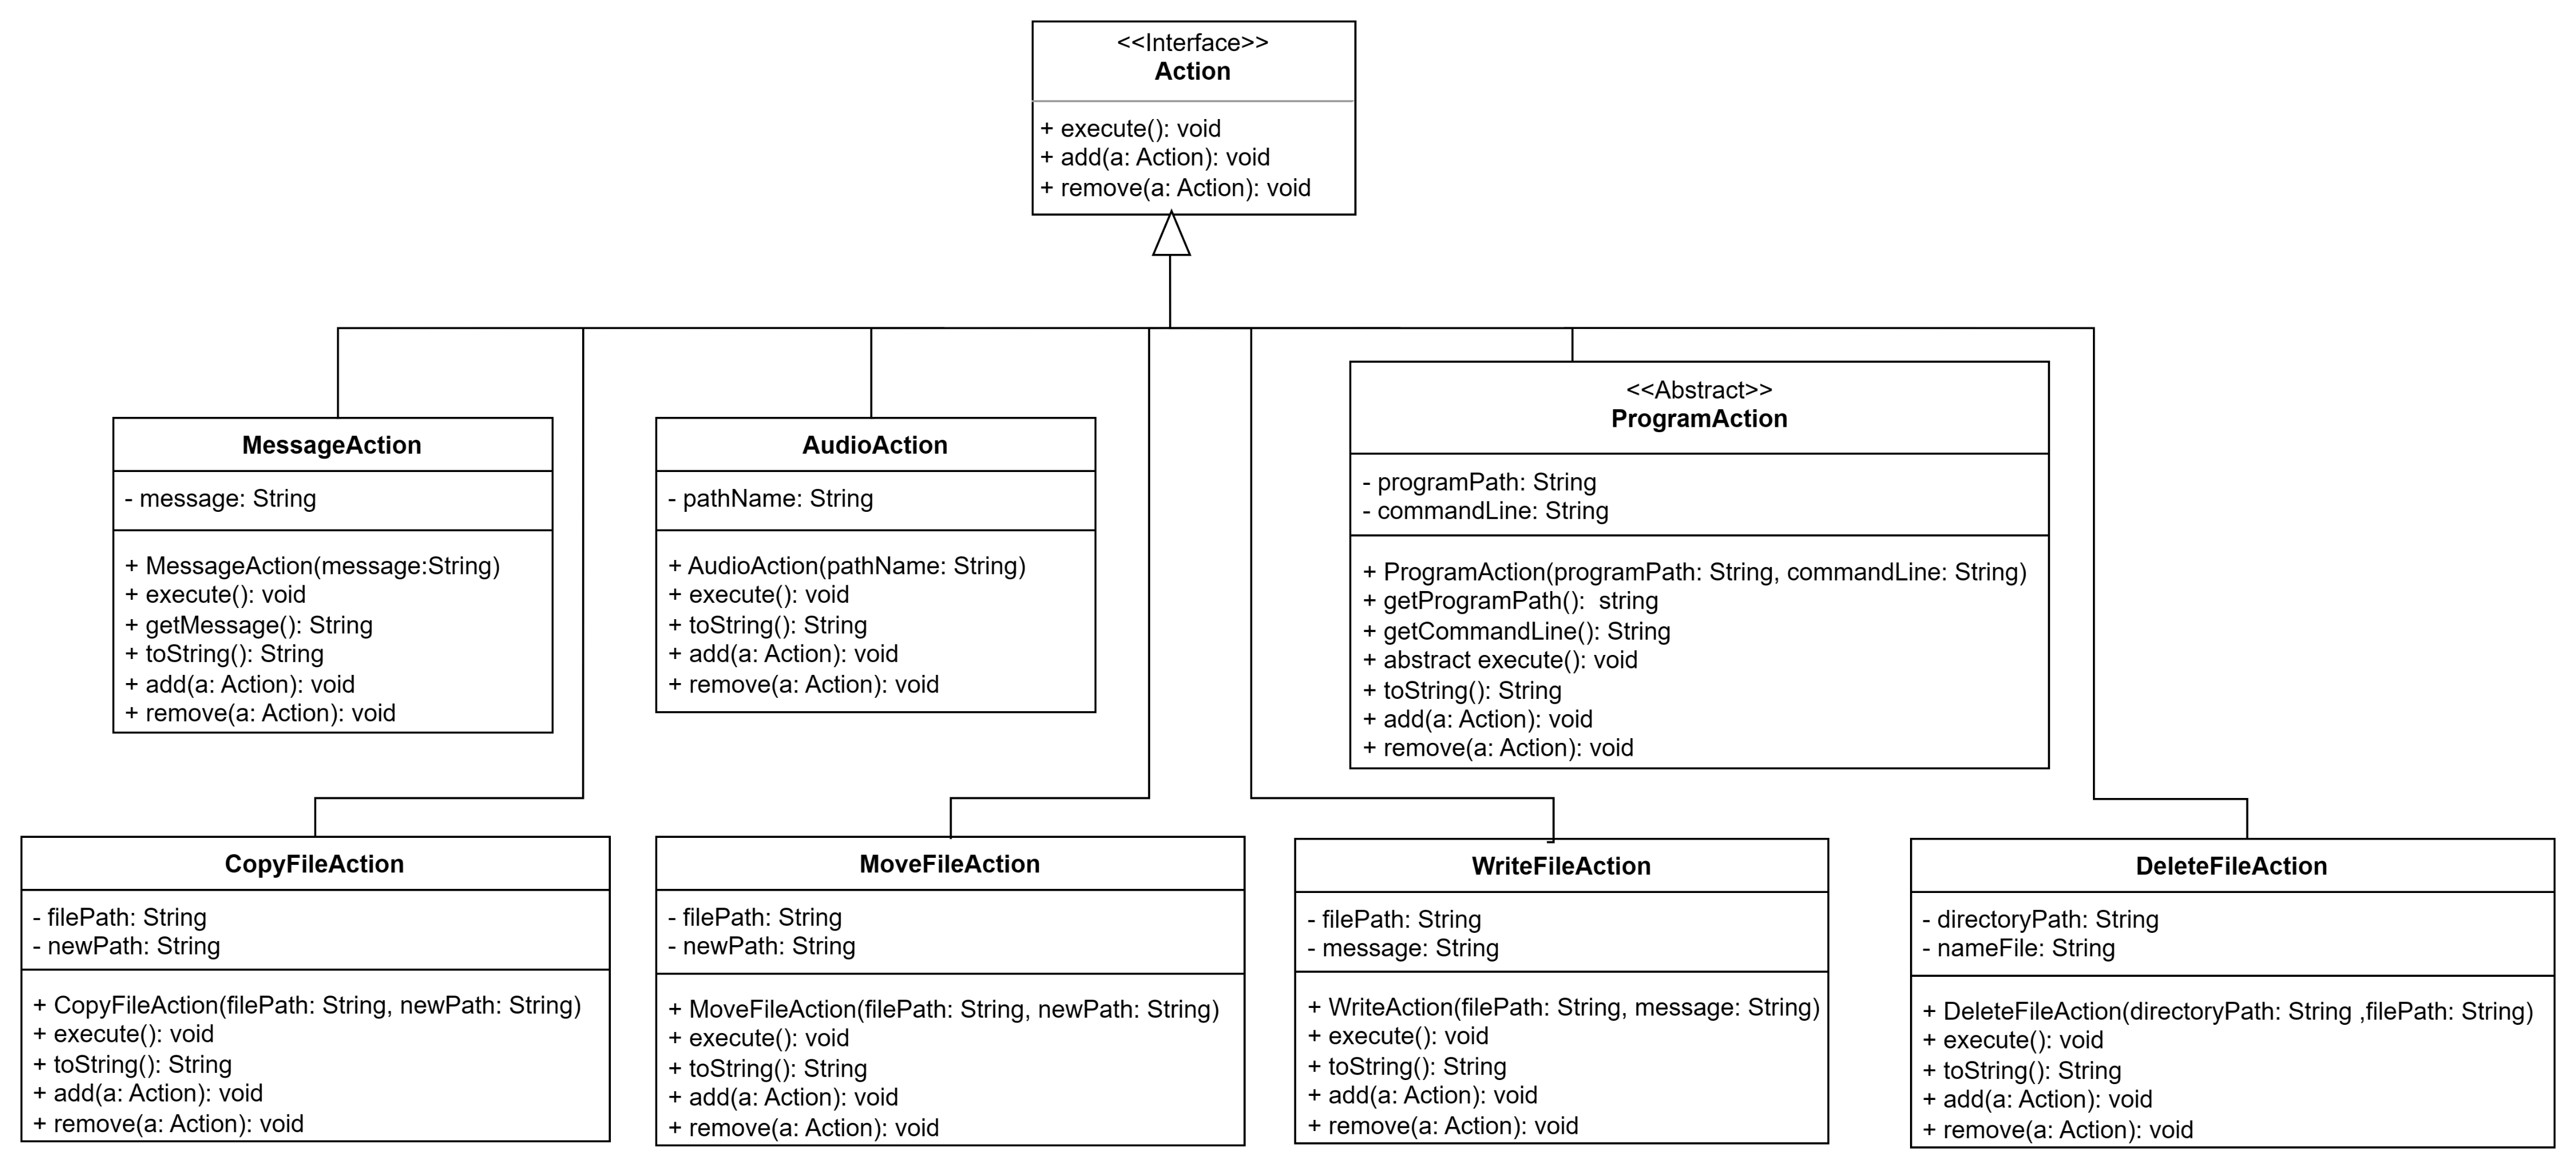 <<Interface>>
Action
+ execute(): void
+ add(a: Action): void
+ remove(a: Action): void
MessageAction
- message: String
+ MessageAction(message:String)
+ execute(): void
+ getMessage(): String
+ toString(): String
+ add(a: Action): void
+ remove(a: Action): void
AudioAction
- pathName: String
+ AudioAction(pathName: String)
+ execute(): void
+ toString(): String
+ add(a: Action): void
+ remove(a: Action): void
<<Abstract>>
ProgramAction
- programPath: String
- commandLine: String
+ ProgramAction(programPath: String, commandLine: String)
+ getProgramPath():  string
+ getCommandLine(): String
+ abstract execute(): void
+ toString(): String
+ add(a: Action): void
+ remove(a: Action): void
CopyFileAction
- filePath: String
- newPath: String
+ CopyFileAction(filePath: String, newPath: String)
+ execute(): void
+ toString(): String
+ add(a: Action): void
+ remove(a: Action): void
MoveFileAction
- filePath: String
- newPath: String
+ MoveFileAction(filePath: String, newPath: String)
+ execute(): void
+ toString(): String
+ add(a: Action): void
+ remove(a: Action): void
WriteFileAction
- filePath: String
- message: String
+ WriteAction(filePath: String, message: String)
+ execute(): void
+ toString(): String
+ add(a: Action): void
+ remove(a: Action): void
DeleteFileAction
- directoryPath: String
- nameFile: String
+ DeleteFileAction(directoryPath: String ,filePath: String)
+ execute(): void
+ toString(): String
+ add(a: Action): void
+ remove(a: Action): void